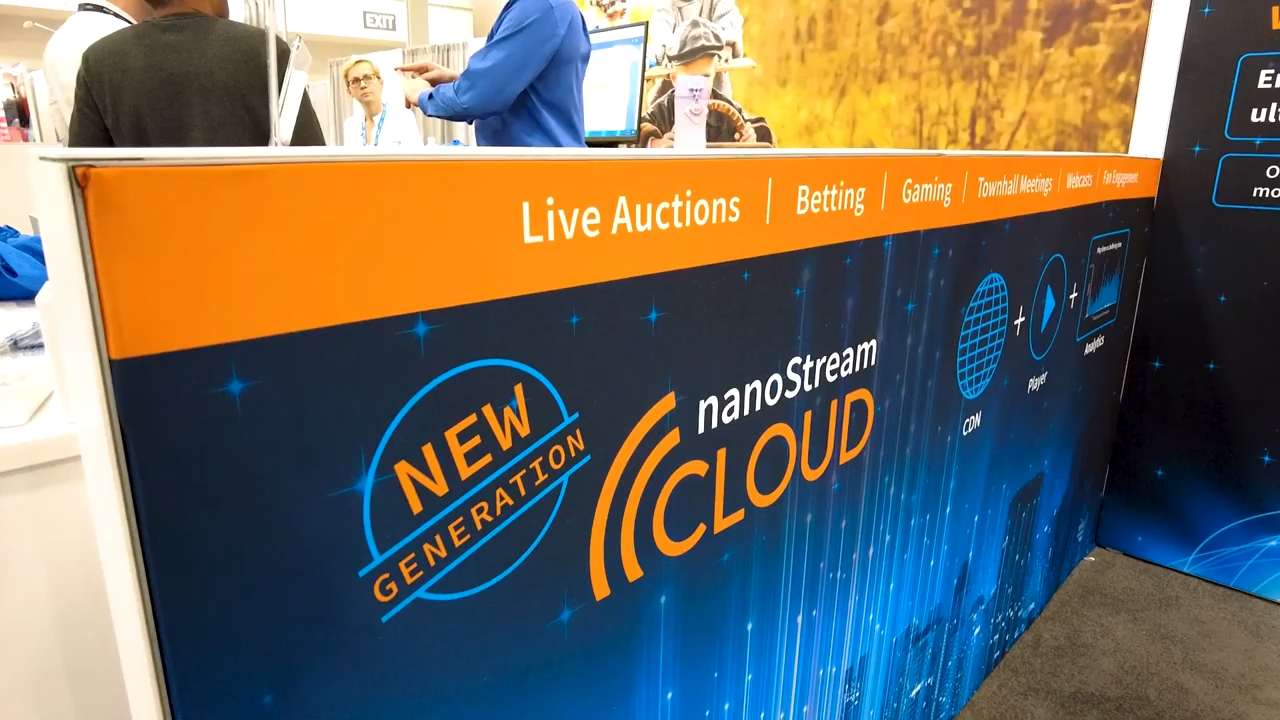 EXIT
Live Auctions | Betting | Gaming | Townhall Meetings | Webcasts | Fan Engagement
NEW
GENERATION
nanoStream
CLOUD
CDN
+
Player
+
Analytics